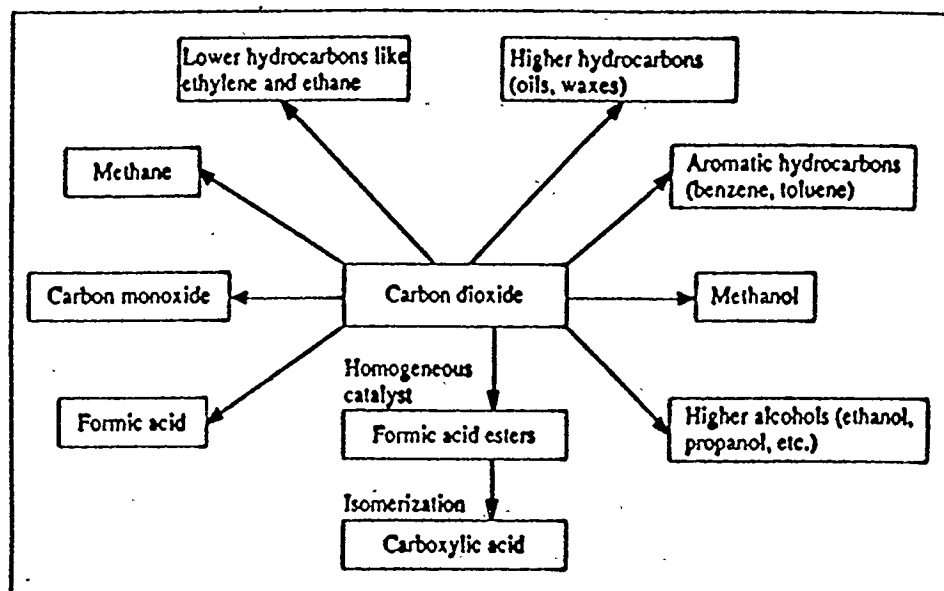 Lower hydrocarbons like
ethylene and ethane
Higher hydrocarbons
(oils, waxes)
Methane
Aromatic hydrocarbons
(benzene, toluene)
Carbon monoxide
Carbon dioxide
Methanol
Homogeneous
catalyst
Formic acid
Formic acid esters
Higher alcohols (ethanol,
propanol, etc.)
Isomerization
Carboxylic acid